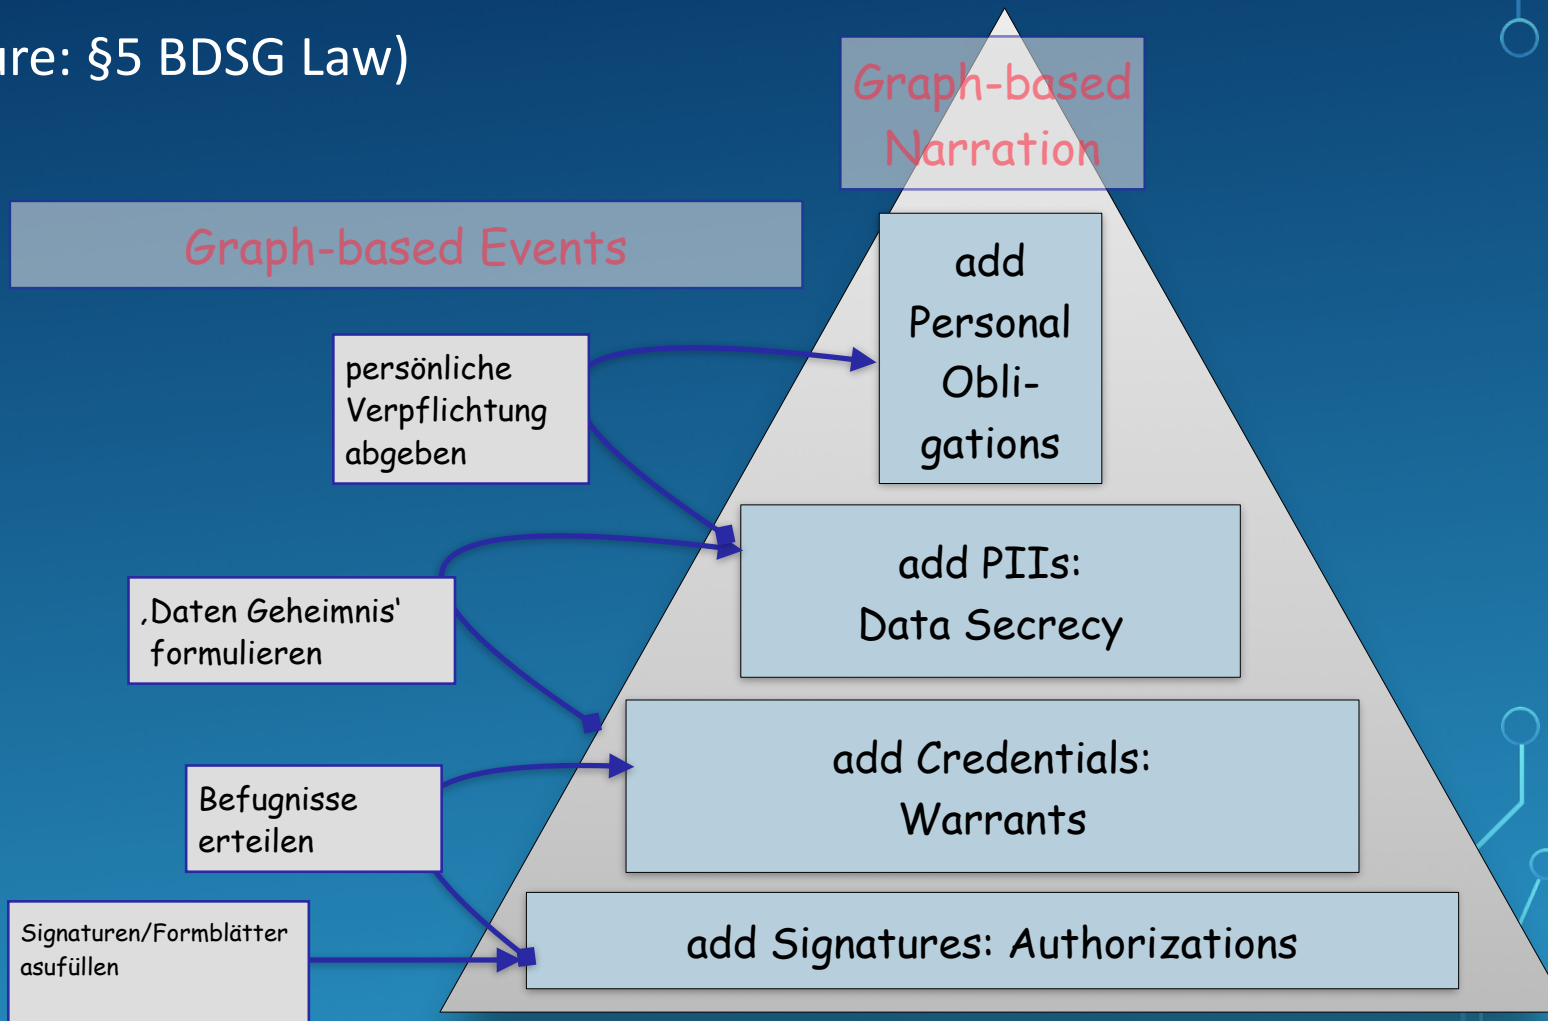 ure: §5 BDSG Law)
Graph-based
Narration
Graph-based Events
add
Personal
Obli-
gations
persönliche
Verpflichtung
abgeben
add PIIs:
Data Secrecy
‚Daten Geheimnis‘
formulieren
add Credentials:
Warrants
Befugnisse
erteilen
add Signatures: Authorizations
Signaturen/Formblätter
asufüllen